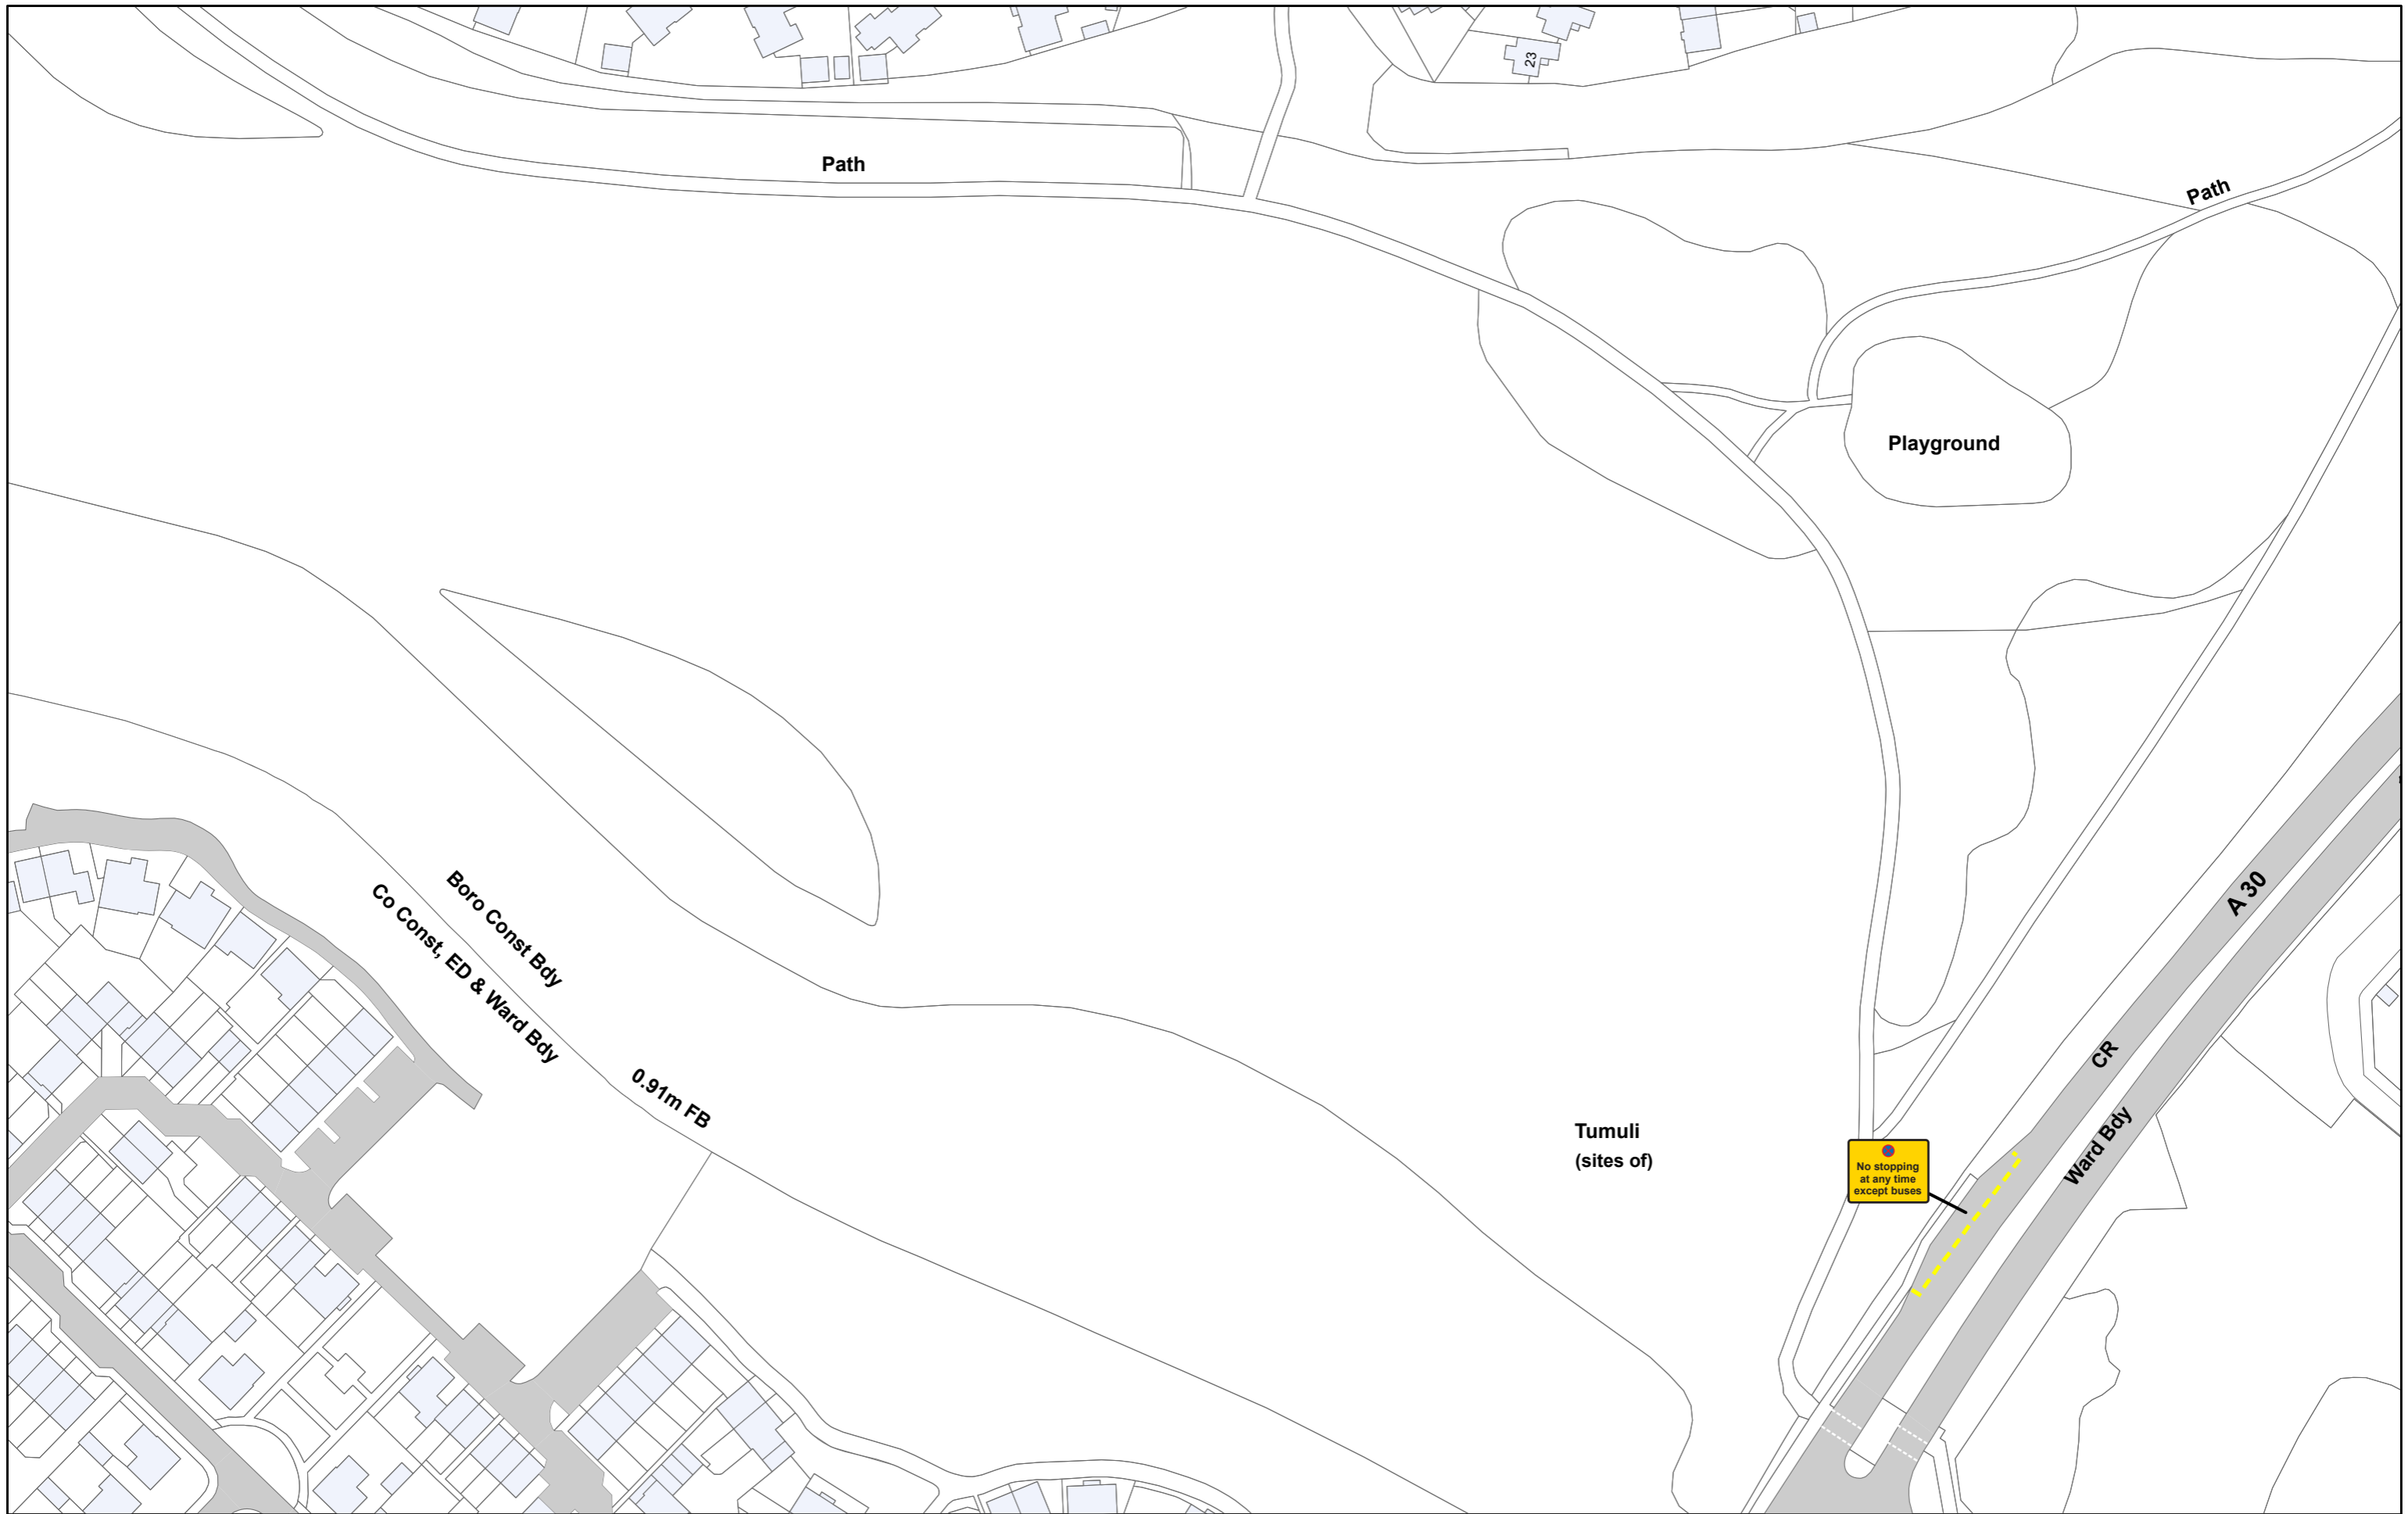 23
Path
Path
Playground
A 30
Boro Const Bdy
Co Const, ED & Ward Bdy
CR
0.91m FB
Ward Bdy
Tumuli
(sites of)
No stopping
at any time
except buses